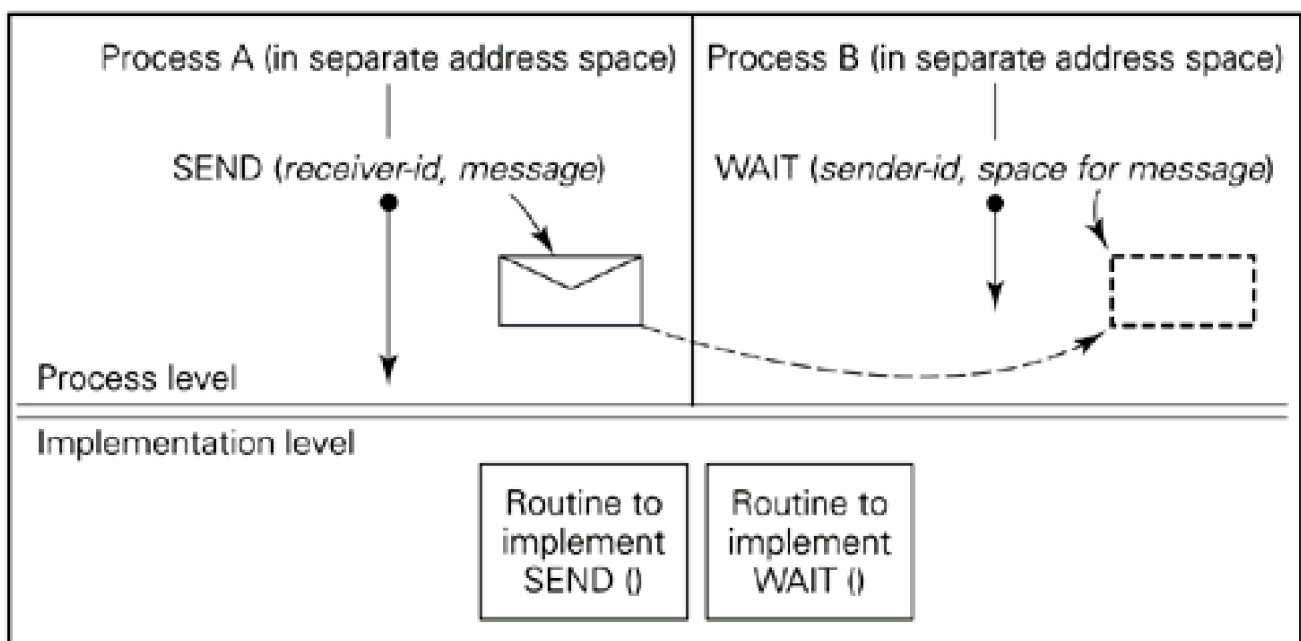 Process A (in separate address space)
Process B (in separate address space)
SEND (receiver-id, message)
WAIT (sender-id, space for message)
Process level
Implementation level
Routine to
implement
SEND ()
Routine to
implement
WAIT ()